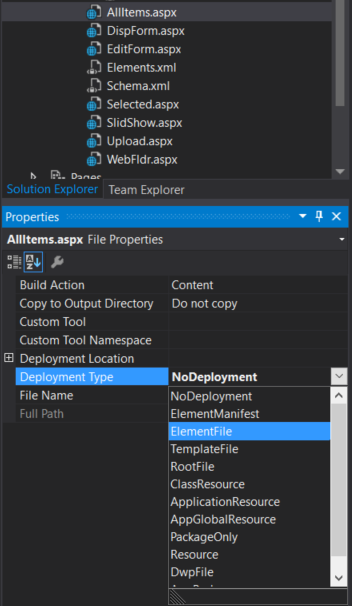 AllItems.aspx
DispForm.aspx
EditForm.aspx
Elements.xml
Schema.xml
Selected.aspx
SlidShow.aspx
Upload.aspx
WebFldr.aspx
Pages
Solution Explorer Team Explorer
Properties
AllItems.aspx File Properties
Build Action Content
Copy to Output Directory Do not copy
Custom Tool
Custom Tool Namespace
Deployment Location
Deployment Type NoDeployment
File Name NoDeployment
Full Path ElementManifest
ElementFile
TemplateFile
RootFile
ClassResource
ApplicationResource
AppGlobalResource
PackageOnly
Resource
DwpFile